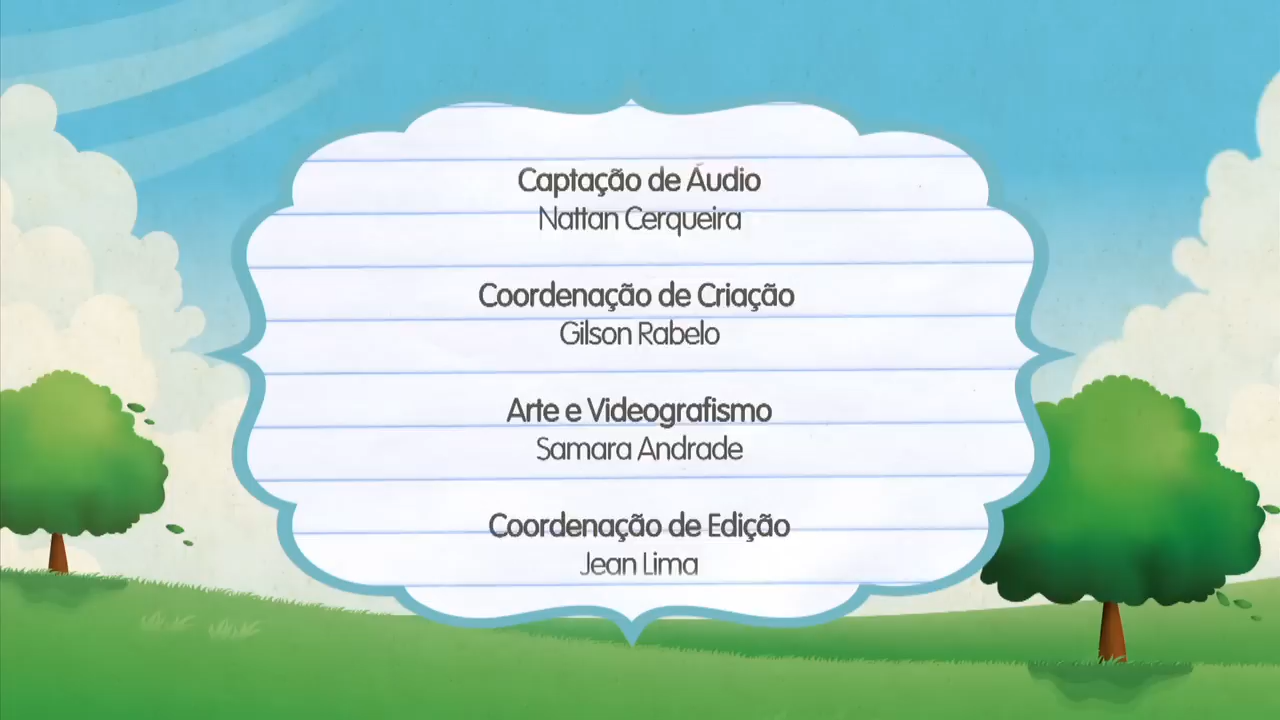 Captação de Áudio
Nattan Cerqueira
Coordenação de Criação
Gilson Rabelo
Arte e Videografismo
Samara Andrade
Coordenação de Edição
Jean Lima